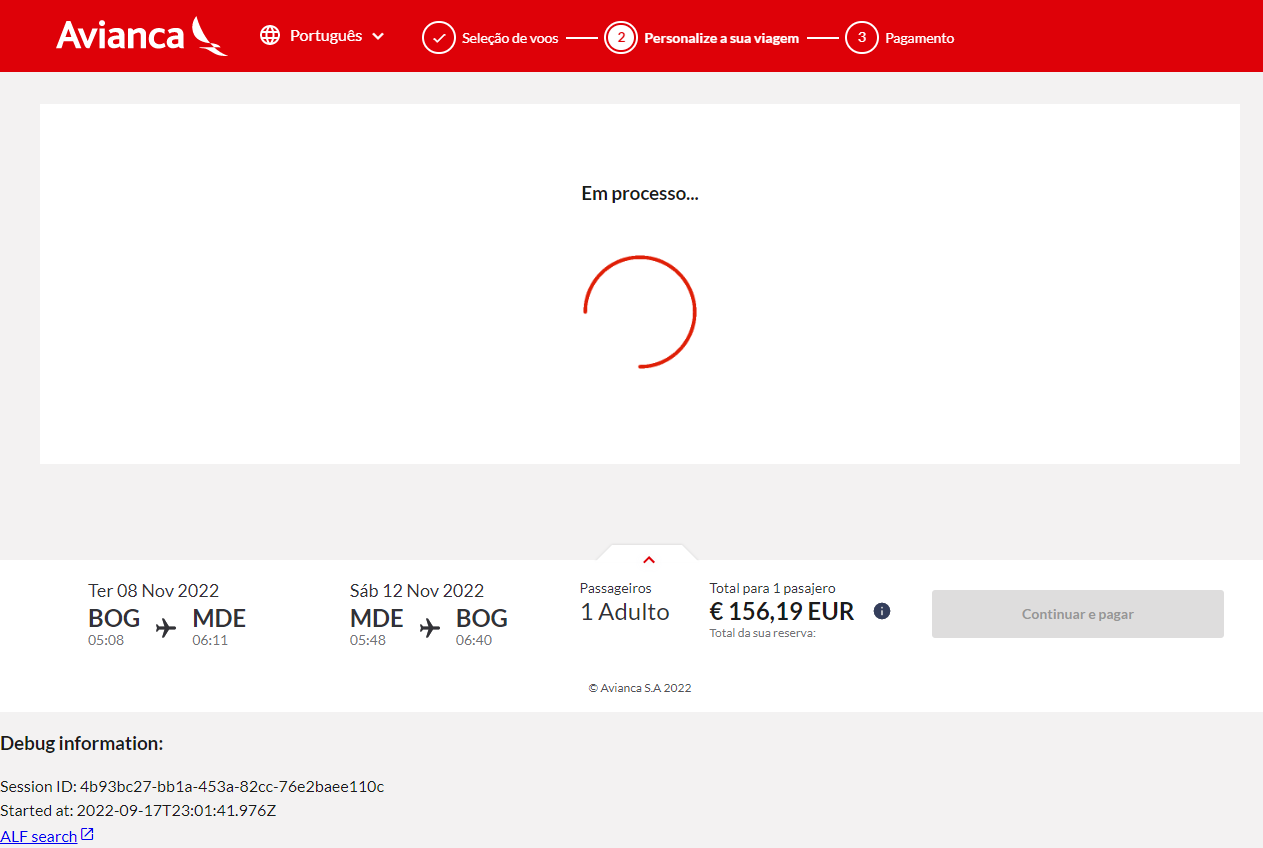 Avianca Português Seleção de voos 2 Personalize a sua viagem 3 Pagamento
Em processo...
Ter 08 Nov 2022
BOG MDE
05:08 06:11
Sáb 12 Nov 2022
MDE BOG
05:48 06:40
Passageiros
1 Adulto
Total para 1 pasajero
€ 156,19 EUR
Total da sua reserva:
Continuar e pagar
© Avianca S.A 2022
Debug information:
Session ID: 4b93bc27-bb1a-453a-82cc-76e2baee110c
Started at: 2022-09-17T23:01:41.976Z
ALF search